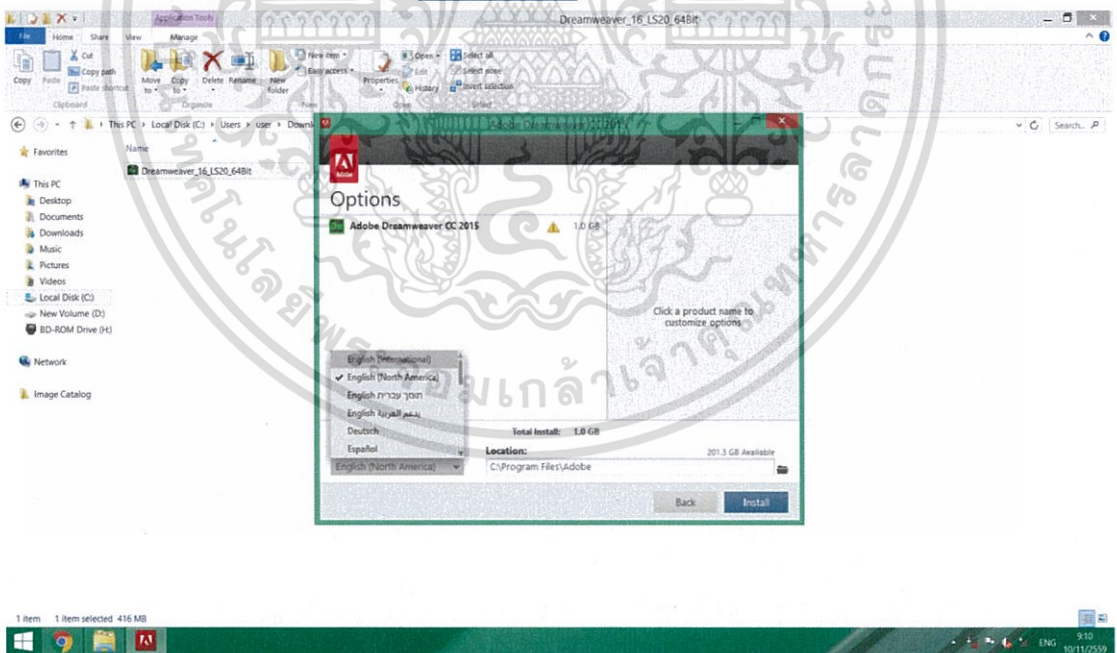 Application Tools
Dreamweaver_16_LS20_64Bit
File Home Share View Manage
Copy
Paste
Cut
Copy path
Paste shortcut
Move to
Copy to
Delete
Rename
New folder
New item
Easy access
Properties
Open
Edit
History
Select all
Select none
Invert selection
Clipboard
Organize
New
Open
Select
This PC Local Disk (C:) Users user
Search..
Favorites
This PC
Desktop
Documents
Downloads
Music
Pictures
Videos
Local Disk (C:)
New Volume (D:)
BD-ROM Drive (H:)
Network
Image Catalog
Name
Dreamweaver_16_LS20_64Bit
Adobe
Options
Adobe Dreamweaver CC 2015 1.0 GB
Click a product name to
customize options
English (International)
English (North America)
English תומך עברית
English يدعم العربية
Deutsch
Español
English (North America)
Total Install: 1.0 GB
Location: 201.3 GB Available
C:\Program Files\Adobe
Back Install
1 item 1 item selected 416 MB
ENG
9:10
10/11/2559